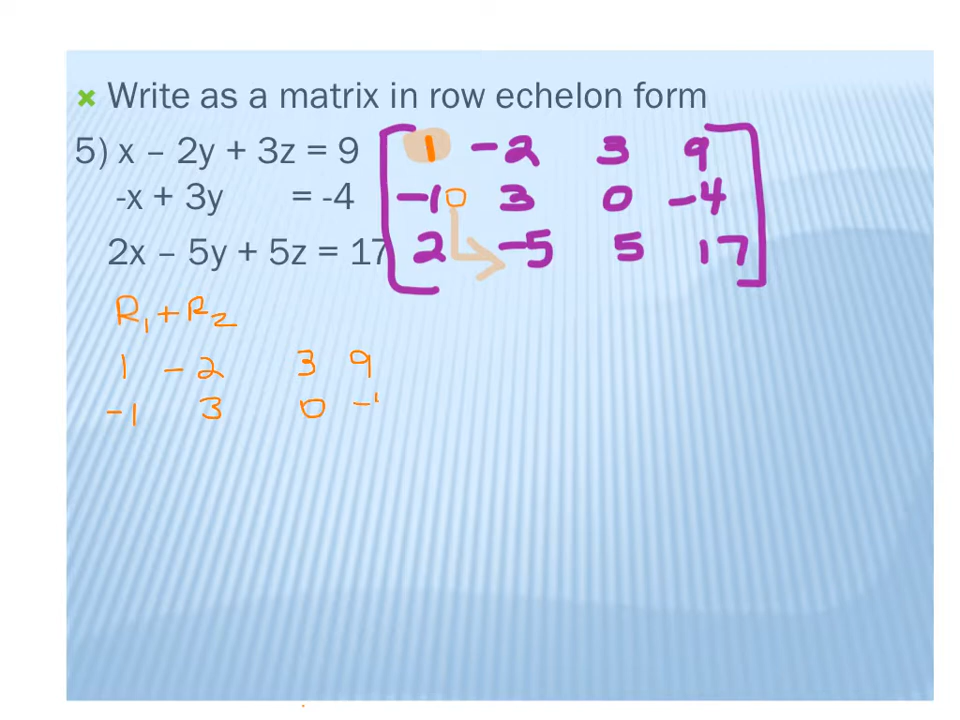 Write as a matrix in row echelon form
5) x – 2y + 3z = 9
-x + 3y = -4
2x – 5y + 5z = 17
1 -2 3 9
-1 0 3 0 -4
2 -5 5 17
R1 + R2
1 -2 3 9
-1 3 0 -